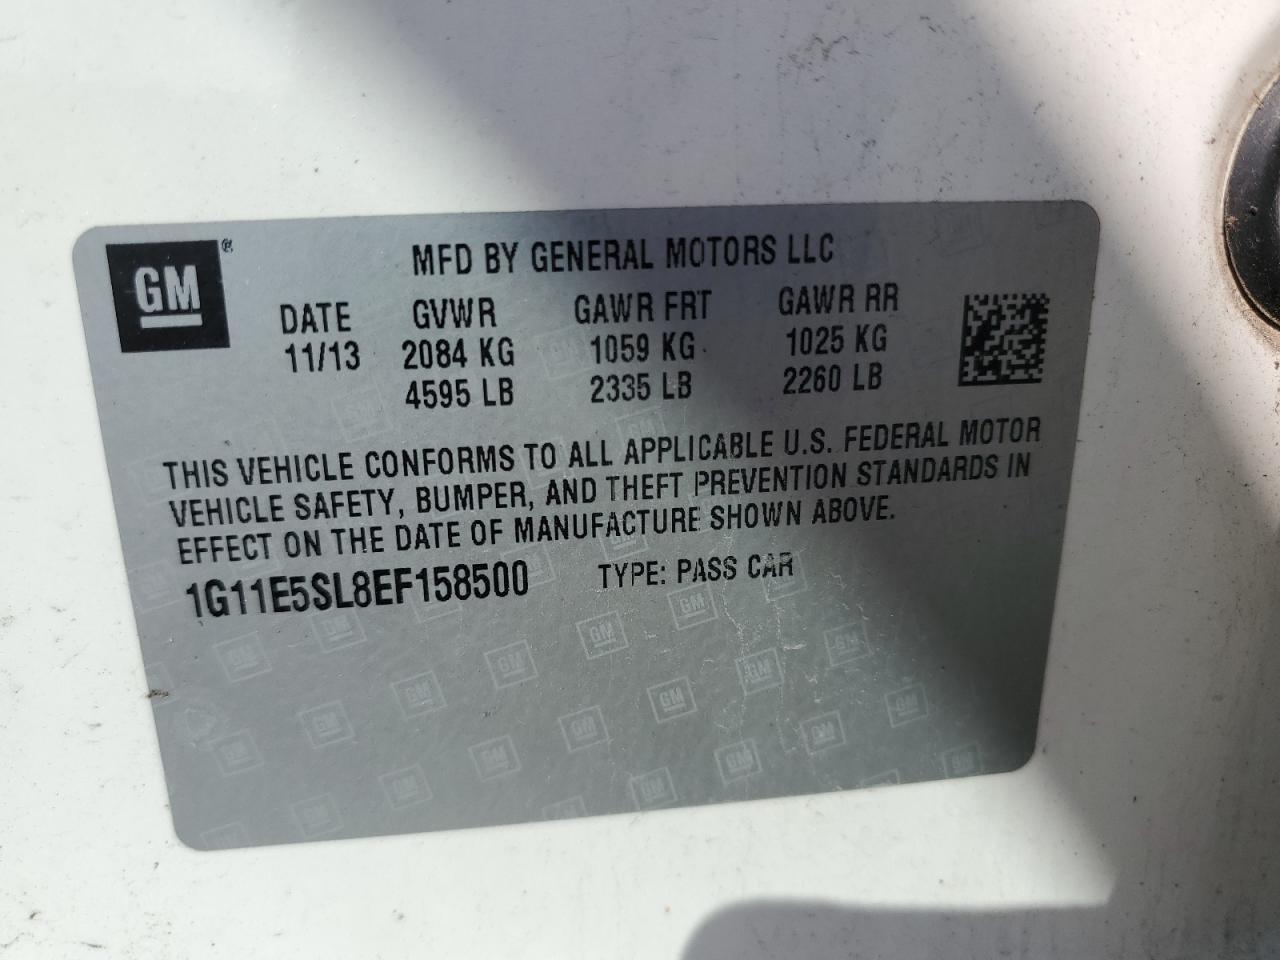 GM®
MFD BY GENERAL MOTORS LLC
DATE GVWR GAWR FRT GAWR RR
11/13 2084 KG 1059 KG 1025 KG
4595 LB 2335 LB 2260 LB
THIS VEHICLE CONFORMS TO ALL APPLICABLE U.S. FEDERAL MOTOR
VEHICLE SAFETY, BUMPER, AND THEFT PREVENTION STANDARDS IN
EFFECT ON THE DATE OF MANUFACTURE SHOWN ABOVE.
1G11E5SL8EF158500 TYPE: PASS CAR